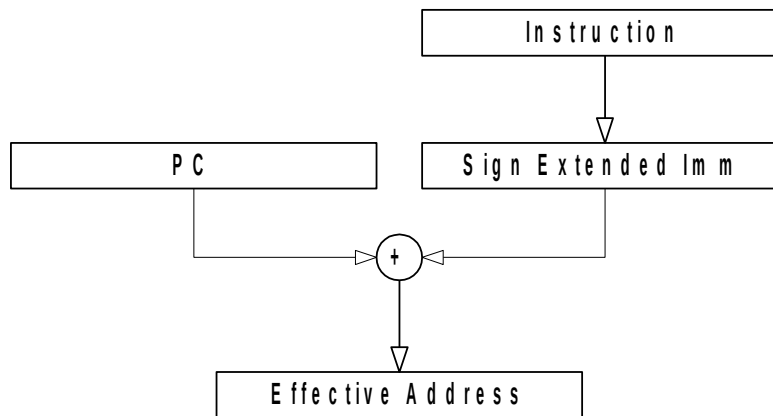 Instruction
PC
Sign Extended Imm
+
Effective Address